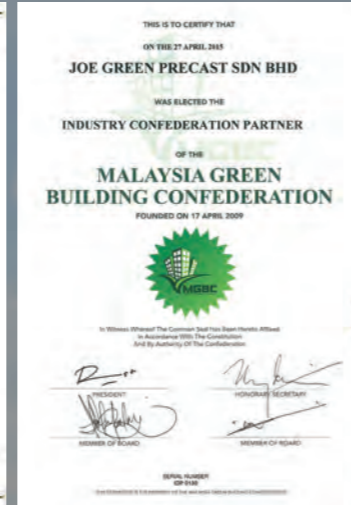 THIS IS TO CERTIFY THAT
ON THE 27 APRIL 2015
JOE GREEN PRECAST SDN BHD
WAS ELECTED THE
INDUSTRY CONFEDERATION PARTNER
OF THE
MALAYSIA GREEN
BUILDING CONFEDERATION
FOUNDED ON 17 APRIL 2009
MGBC
In Witness Whereof The Common Seal Has Been Hereto Affixed
In Accordance With The Constitution
And By Authority Of The Confederation
PRESIDENT
HONORARY SECRETARY
MEMBER OF BOARD
MEMBER OF BOARD
SERIAL NUMBER